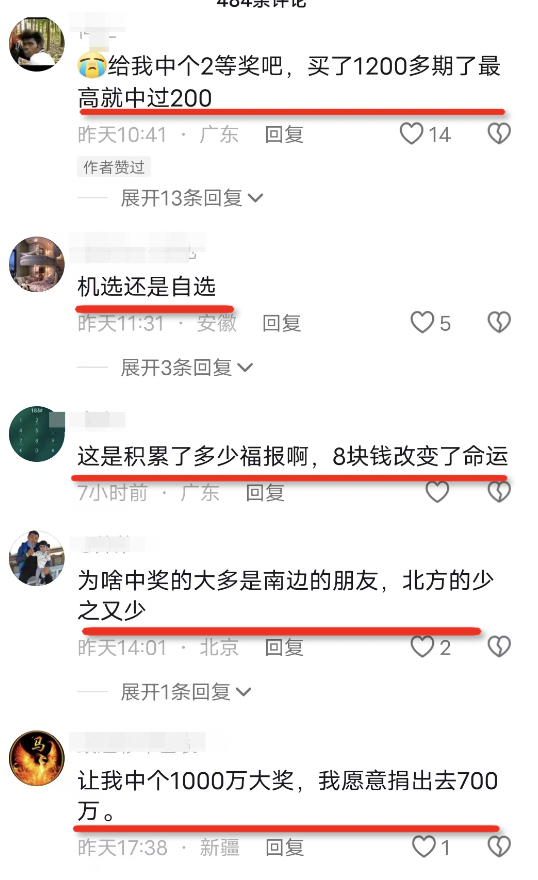 484条评论
😭给我中个2等奖吧，买了1200多期了最
高就中过200
昨天10:41 · 广东 回复 14
作者赞过
展开13条回复
机选还是自选
昨天11:31 · 安徽 回复 5
展开3条回复
这是积累了多少福报啊，8块钱改变了命运
7小时前 · 广东 回复
为啥中奖的大多是南边的朋友，北方的少
之又少
昨天14:01 · 北京 回复 2
展开1条回复
马
让我中个1000万大奖，我愿意捐出去700
万。
昨天17:38 · 新疆 回复 1